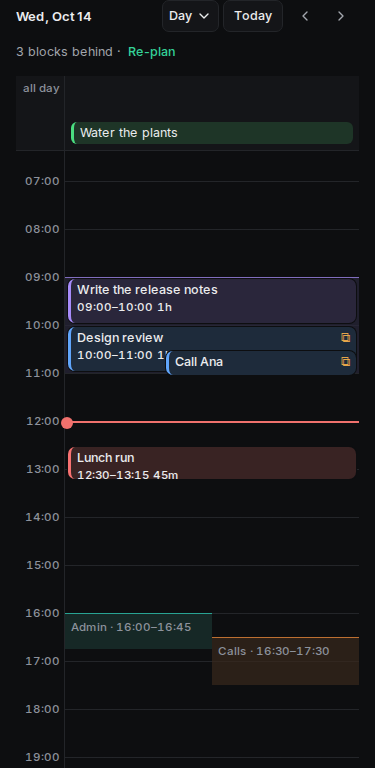 Wed, Oct 14
Day
Today
3 blocks behind · Re-plan
all day
Water the plants
07:00
08:00
09:00
Write the release notes
09:00–10:00 1h
10:00
Design review
10:00–11:00 1
Call Ana
11:00
12:00
Lunch run
12:30–13:15 45m
13:00
14:00
15:00
16:00
Admin · 16:00–16:45
Calls · 16:30–17:30
17:00
18:00
19:00